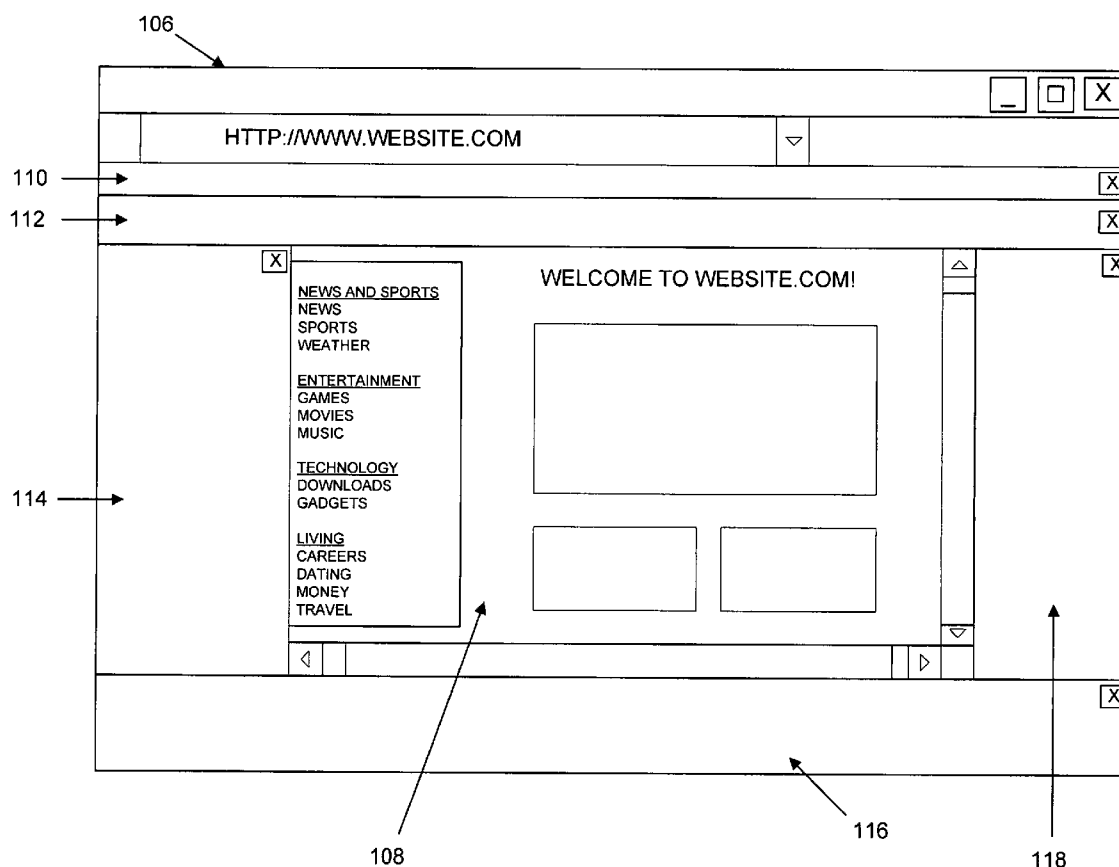 106
_ □ X
HTTP://WWW.WEBSITE.COM
110
X
112
X
X
X
WELCOME TO WEBSITE.COM!
NEWS AND SPORTS
NEWS
SPORTS
WEATHER
ENTERTAINMENT
GAMES
MOVIES
MUSIC
TECHNOLOGY
DOWNLOADS
GADGETS
114
LIVING
CAREERS
DATING
MONEY
TRAVEL
X
108
116
118